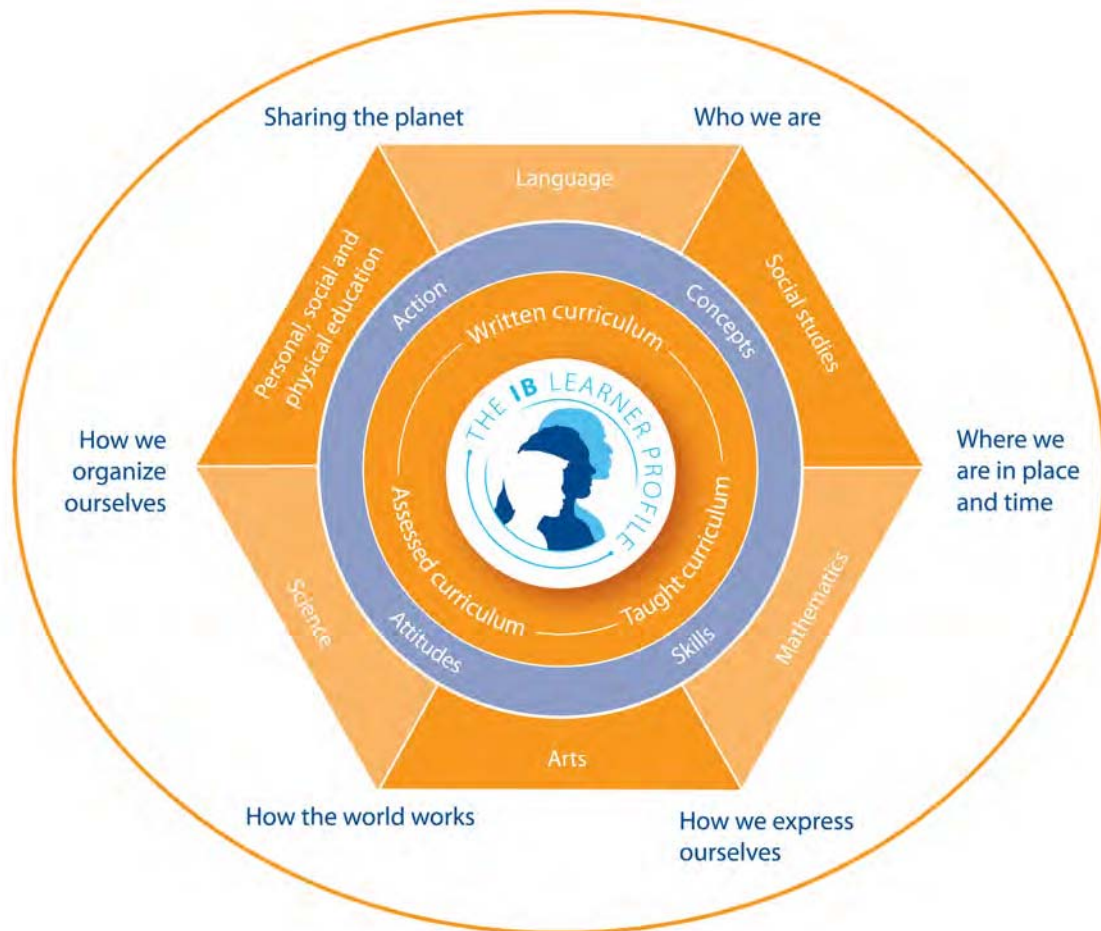 Sharing the planet
Who we are
Language
Personal, social and
physical education
Social studies
Action
Concepts
Written curriculum
THE IB LEARNER PROFILE
How we
organize
ourselves
Where we
are in place
and time
Assessed curriculum
Taught curriculum
Science
Mathematics
Attitudes
Skills
Arts
How the world works
How we express
ourselves